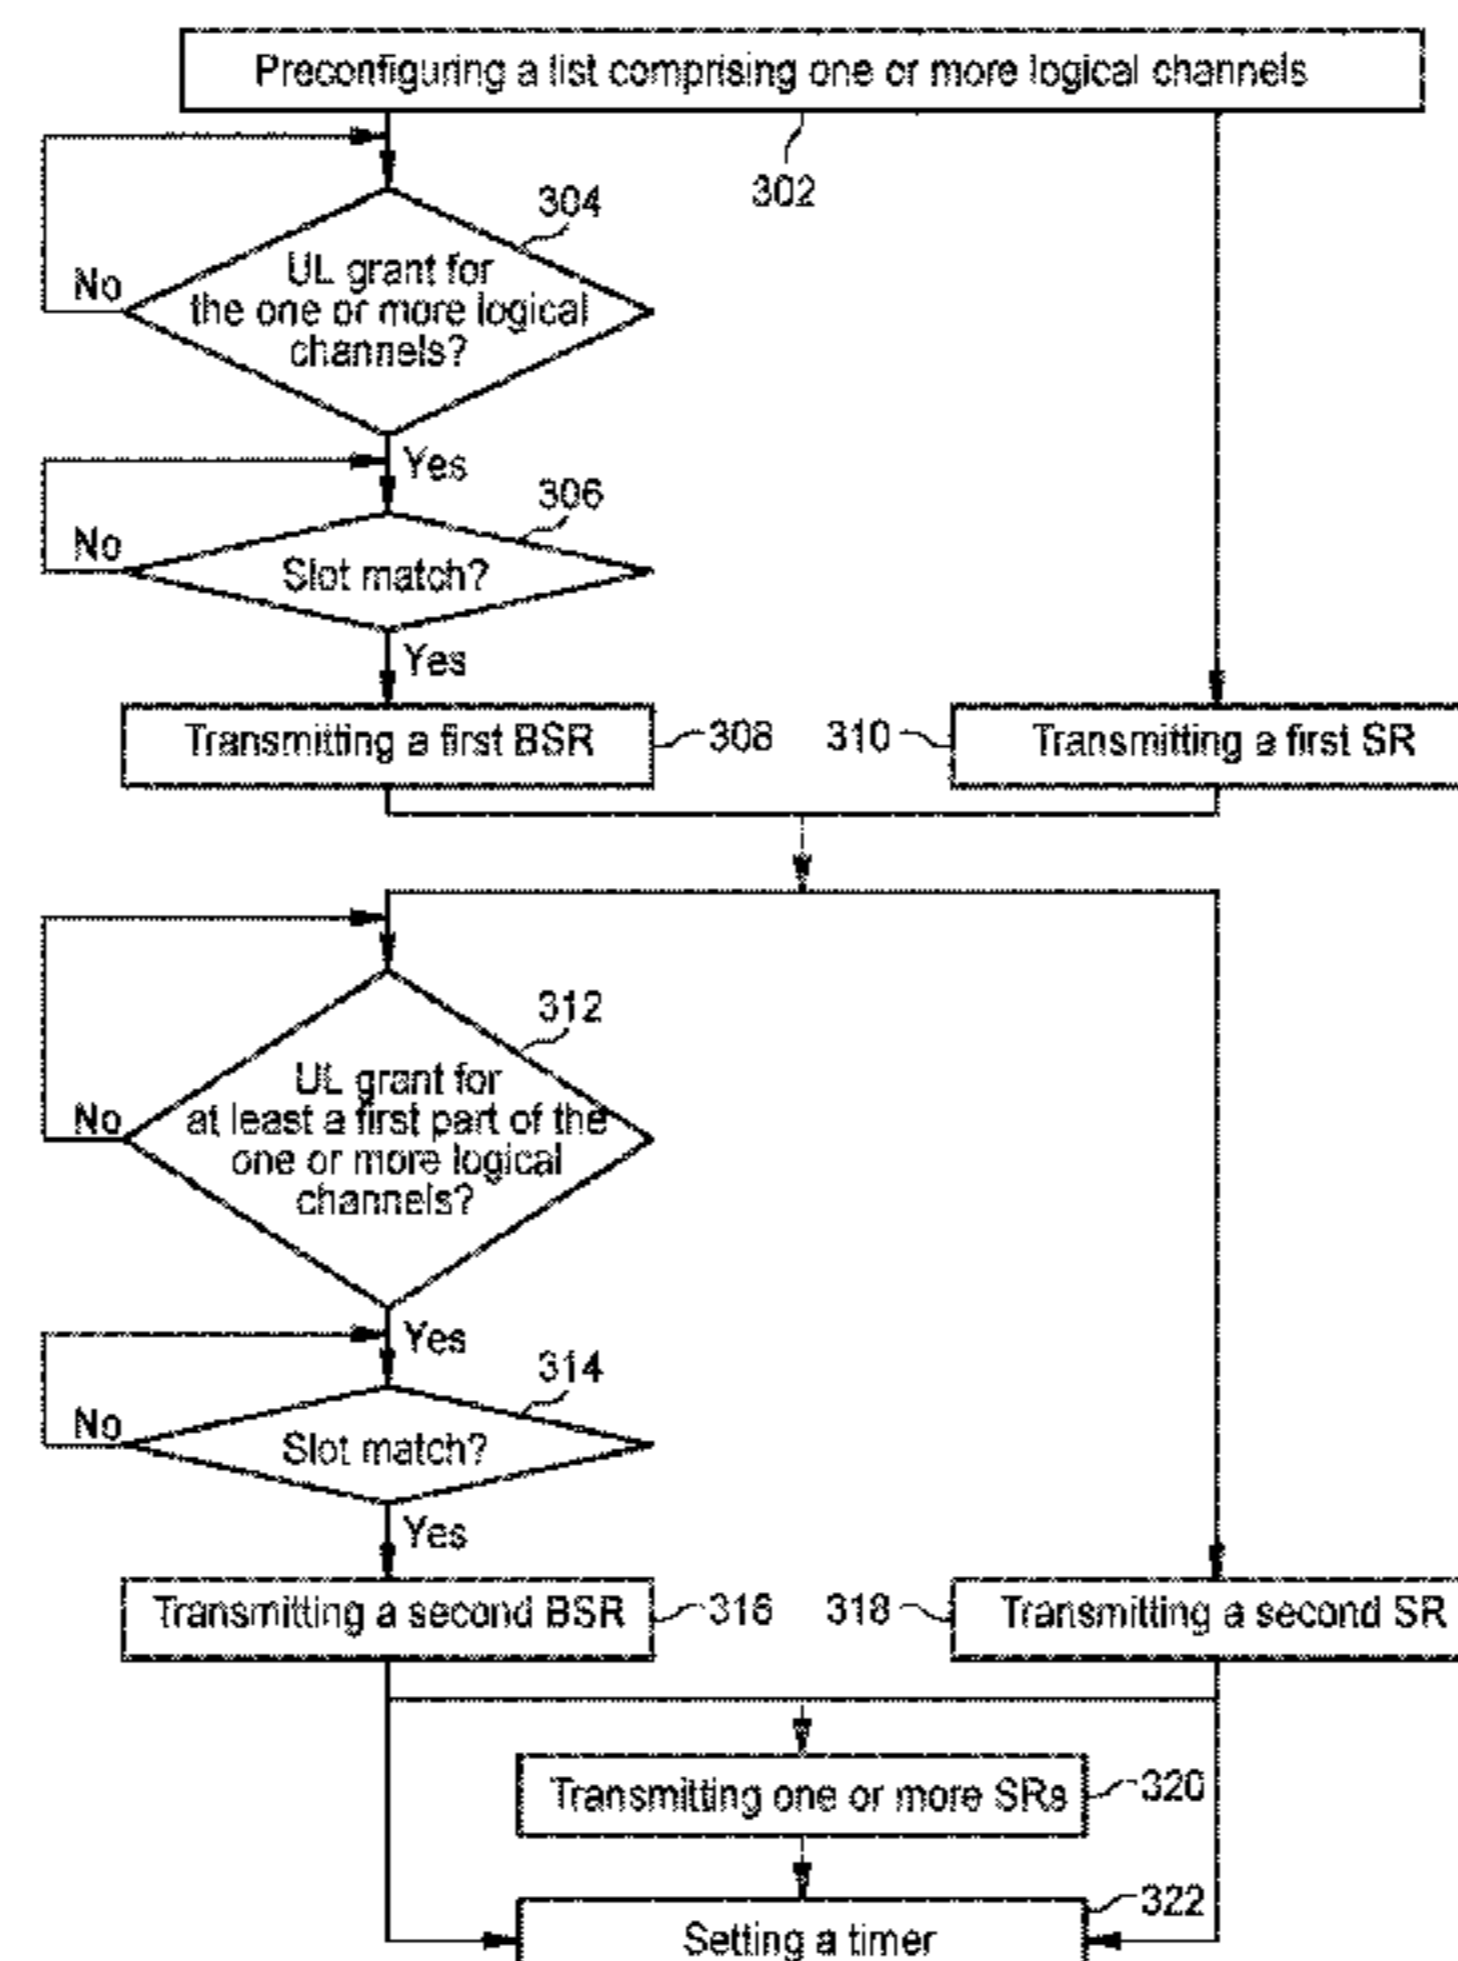 Preconfiguring a list comprising one or more logical channels
302
304
UL grant for
the one or more logical
channels?
No
Yes
306
Slot match?
No
Yes
Transmitting a first BSR
308
310
Transmitting a first SR
312
UL grant for
at least a first part of the
one or more logical
channels?
No
Yes
314
Slot match?
No
Yes
Transmitting a second BSR
316
318
Transmitting a second SR
Transmitting one or more SRs
320
322
Setting a timer